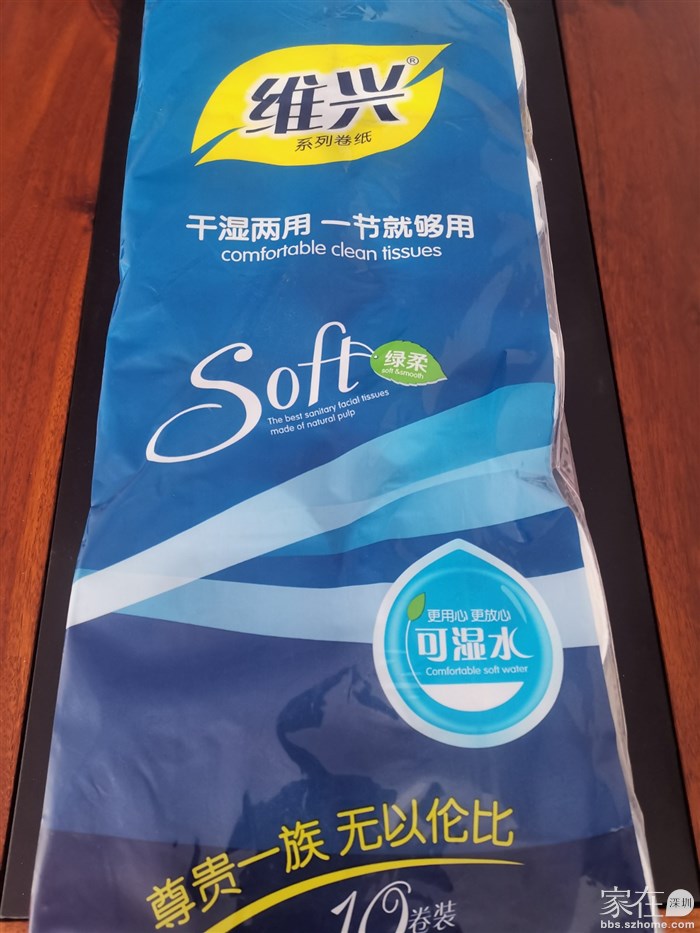 维兴®
系列卷纸
干湿两用 一节就够用
comfortable clean tissues
Soft
绿柔
soft &smooth
The best sanitary facial tissues
made of natural pulp
更用心 更放心
可湿水
Comfortable soft water
尊贵一族 无以伦比
10卷装
家在深圳
bbs.szhome.com